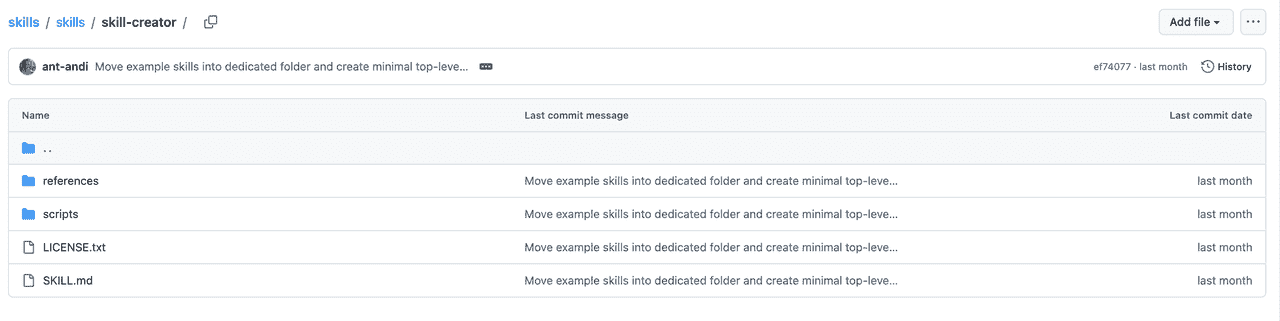 skills / skills / skill-creator / Add file
ant-andi Move example skills into dedicated folder and create minimal top-leve... ef74077 · last month History
Name Last commit message Last commit date
..
references Move example skills into dedicated folder and create minimal top-leve... last month
scripts Move example skills into dedicated folder and create minimal top-leve... last month
LICENSE.txt Move example skills into dedicated folder and create minimal top-leve... last month
SKILL.md Move example skills into dedicated folder and create minimal top-leve... last month